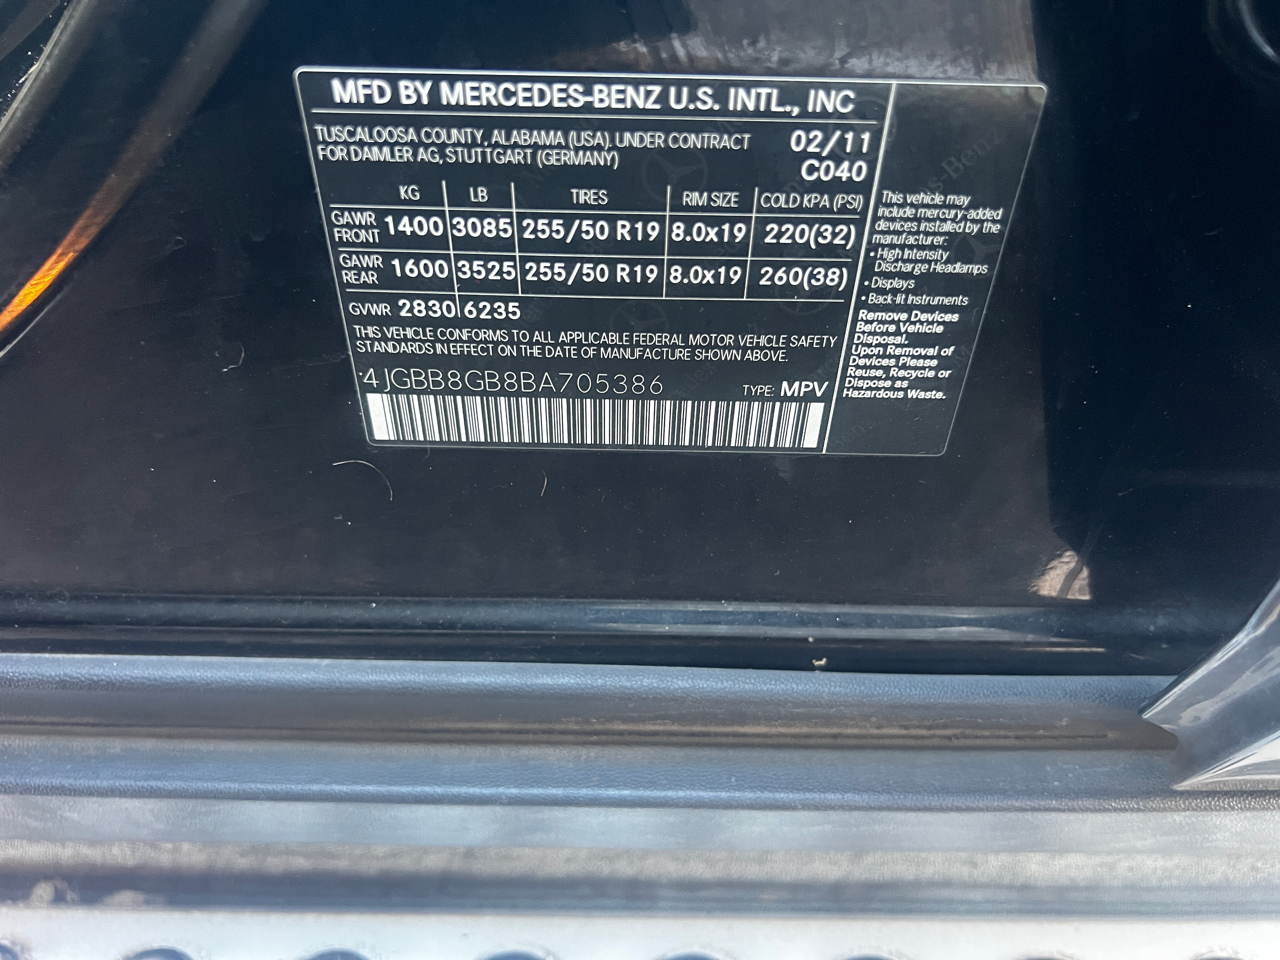 MFD BY MERCEDES-BENZ U.S. INTL., INC
TUSCALOOSA COUNTY, ALABAMA (USA). UNDER CONTRACT
FOR DAIMLER AG, STUTTGART (GERMANY)
02/11
C040
KG LB TIRES RIM SIZE COLD KPA (PSI)
GAWR FRONT 1400 3085 255/50 R19 8.0x19 220(32)
GAWR REAR 1600 3525 255/50 R19 8.0x19 260(38)
GVWR 2830 6235
THIS VEHICLE CONFORMS TO ALL APPLICABLE FEDERAL MOTOR VEHICLE SAFETY
STANDARDS IN EFFECT ON THE DATE OF MANUFACTURE SHOWN ABOVE.
4JGBB8GB8BA705386 TYPE: MPV
This vehicle may
include mercury-added
devices installed by the
manufacturer:
• High Intensity
Discharge Headlamps
• Displays
• Back-lit Instruments
Remove Devices
Before Vehicle
Disposal.
Upon Removal of
Devices Please
Reuse, Recycle or
Dispose as
Hazardous Waste.